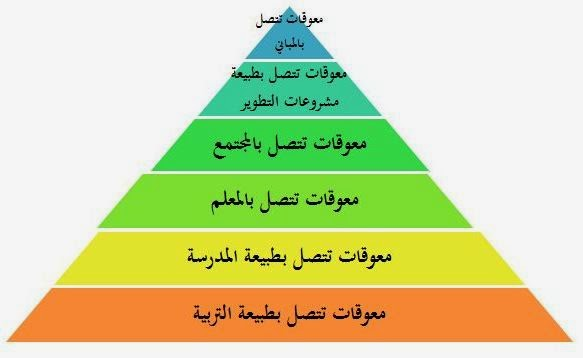 معوقات تتصل
بالمباني
معوقات تتصل بطبيعة
مشروعات التطوير
معوقات تتصل بالمجتمع
معوقات تتصل بالمعلم
معوقات تتصل بطبيعة المدرسة
معوقات تتصل بطبيعة التربية